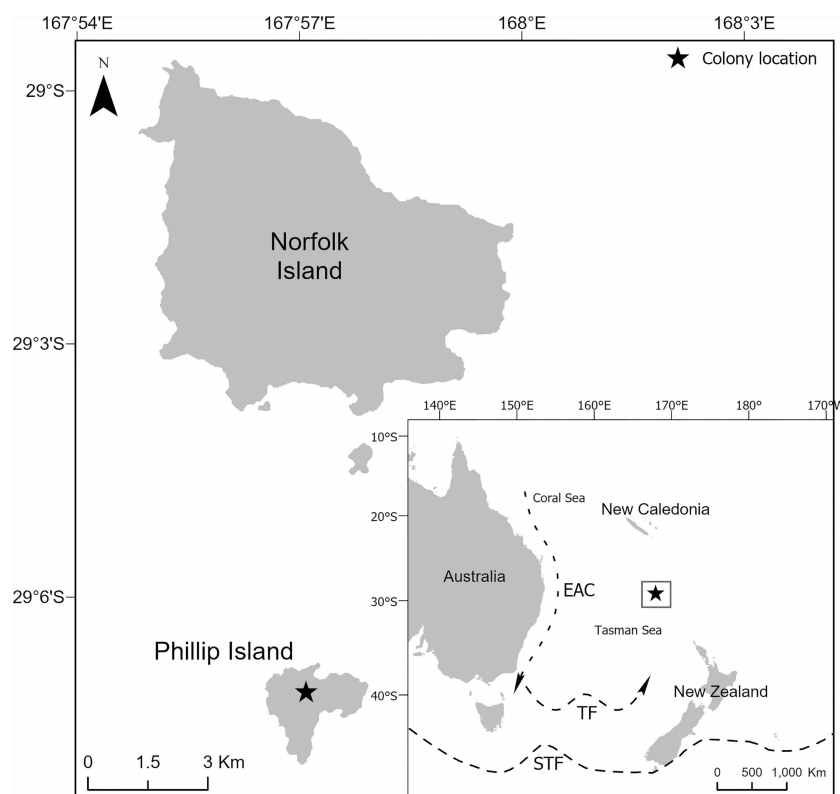 167°54'E 167°57'E 168°E 168°3'E
N
Colony location
29°S
Norfolk
Island
29°3'S
140°E 150°E 160°E 170°E 180° 170°W
10°S
Coral Sea
New Caledonia
20°S
Australia
EAC
29°6'S
30°S
Tasman Sea
Phillip Island
40°S
New Zealand
TF
STF
0 1.5 3 Km
0 500 1,000 Km